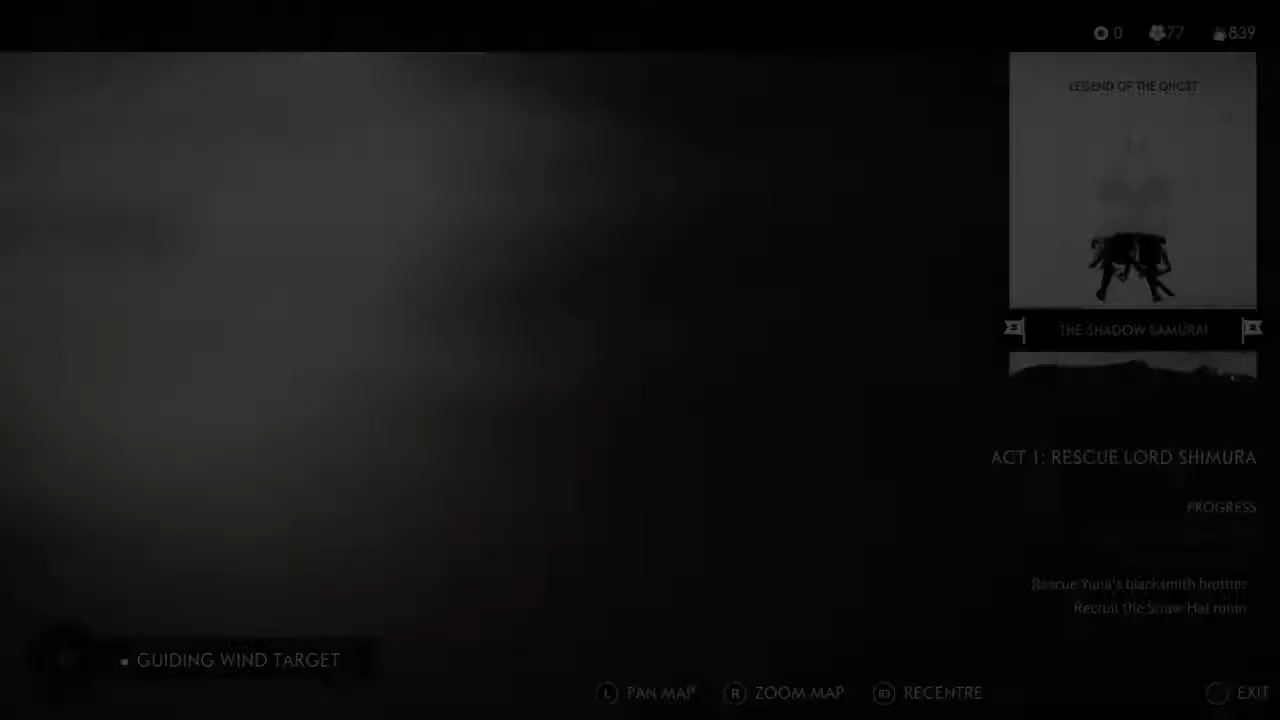 0 77 839
LEGEND OF THE GHOST
THE SHADOW SAMURAI
ACT 1: RESCUE LORD SHIMURA
PROGRESS
Rescue Yuna's blacksmith brother
Recruit the Straw Hat ronin
GUIDING WIND TARGET
L PAN MAP R ZOOM MAP R3 RECENTRE EXIT